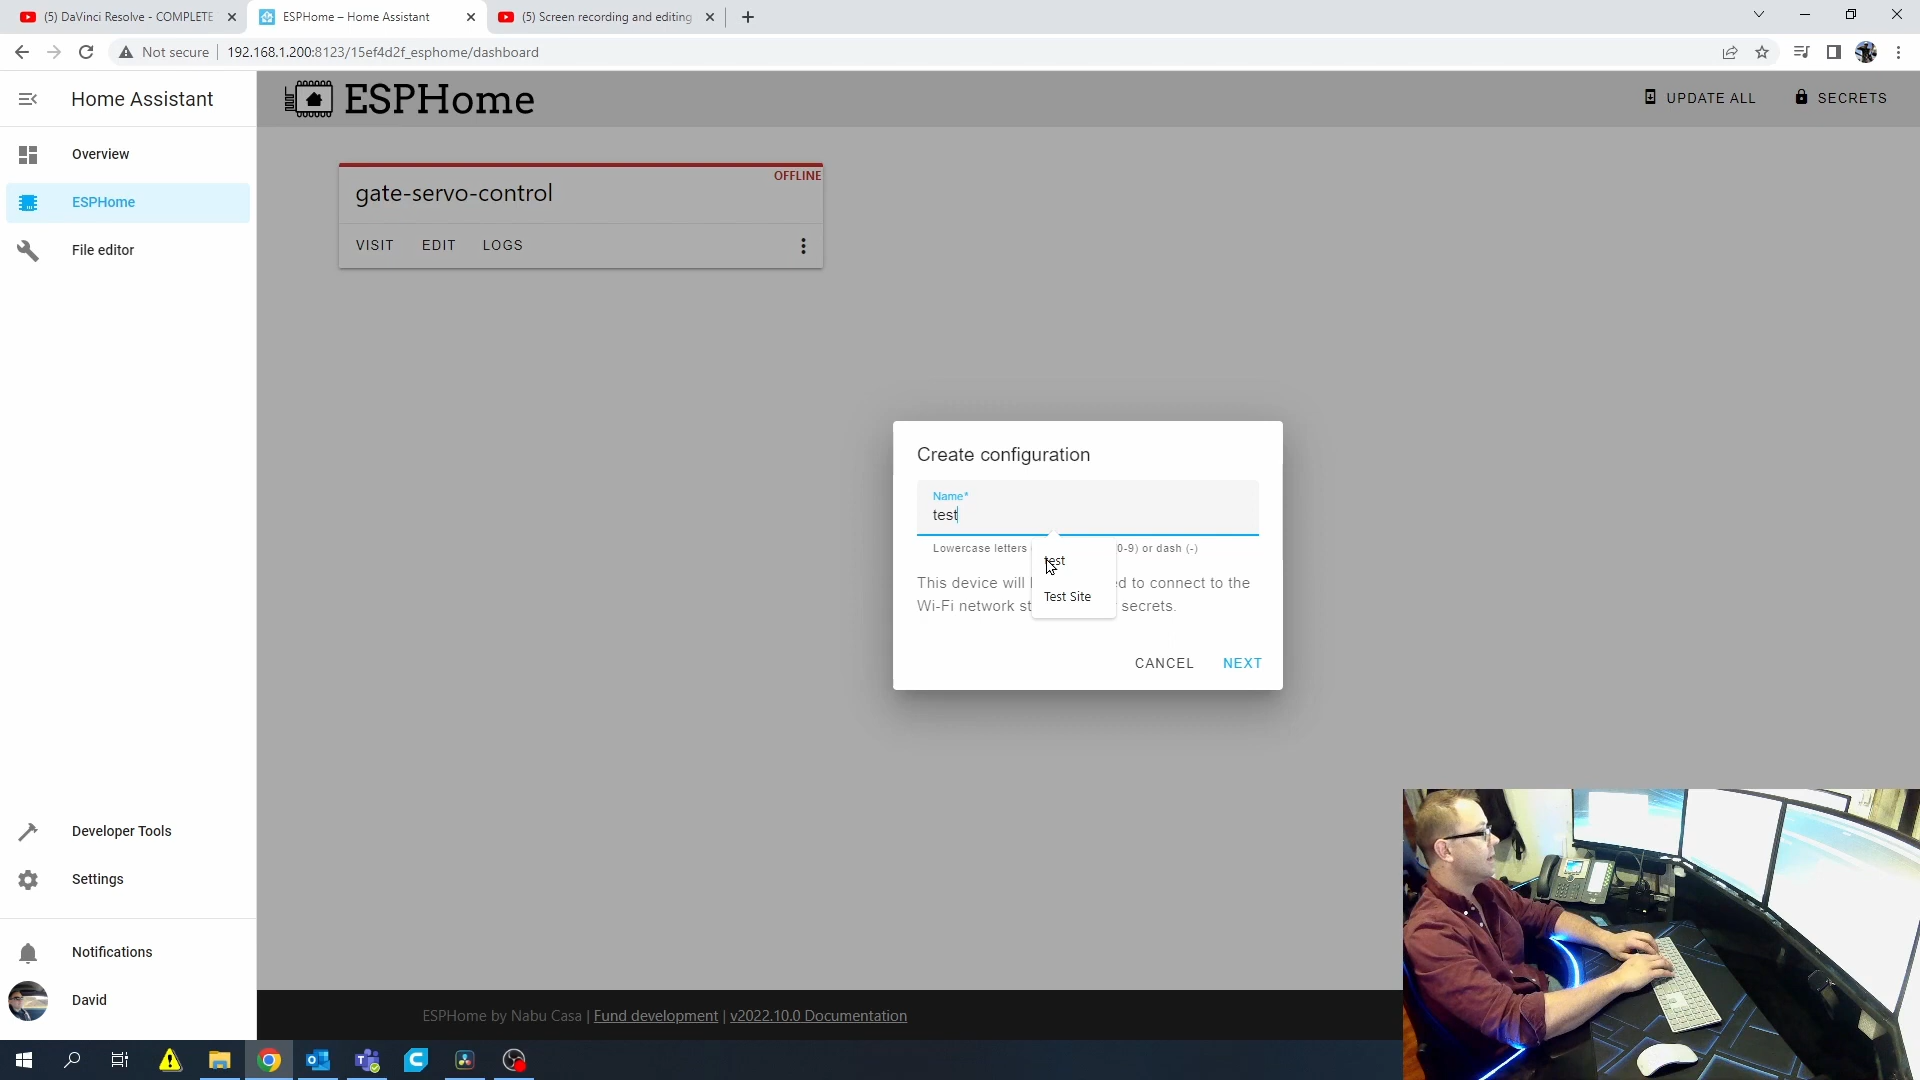 (5) DaVinci Resolve - COMPLETE
ESPHome – Home Assistant
(5) Screen recording and editing
Not secure
192.168.1.200:8123/15ef4d2f_esphome/dashboard
Home Assistant
ESPHome
UPDATE ALL
SECRETS
Overview
ESPHome
File editor
OFFLINE
gate-servo-control
VISIT
EDIT
LOGS
Create configuration
Name*
test
Lowercase letters
0-9) or dash (-)
test
Test Site
This device will
d to connect to the
Wi-Fi network st
secrets.
CANCEL
NEXT
Developer Tools
Settings
Notifications
David
ESPHome by Nabu Casa | Fund development | v2022.10.0 Documentation